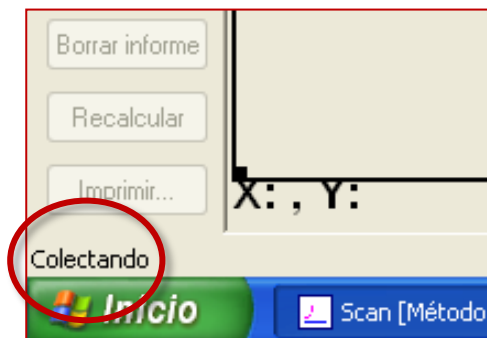 Borrar informe
Recalcular
Imprimir...
X: , Y:
Colectando
Inicio
Scan [Método